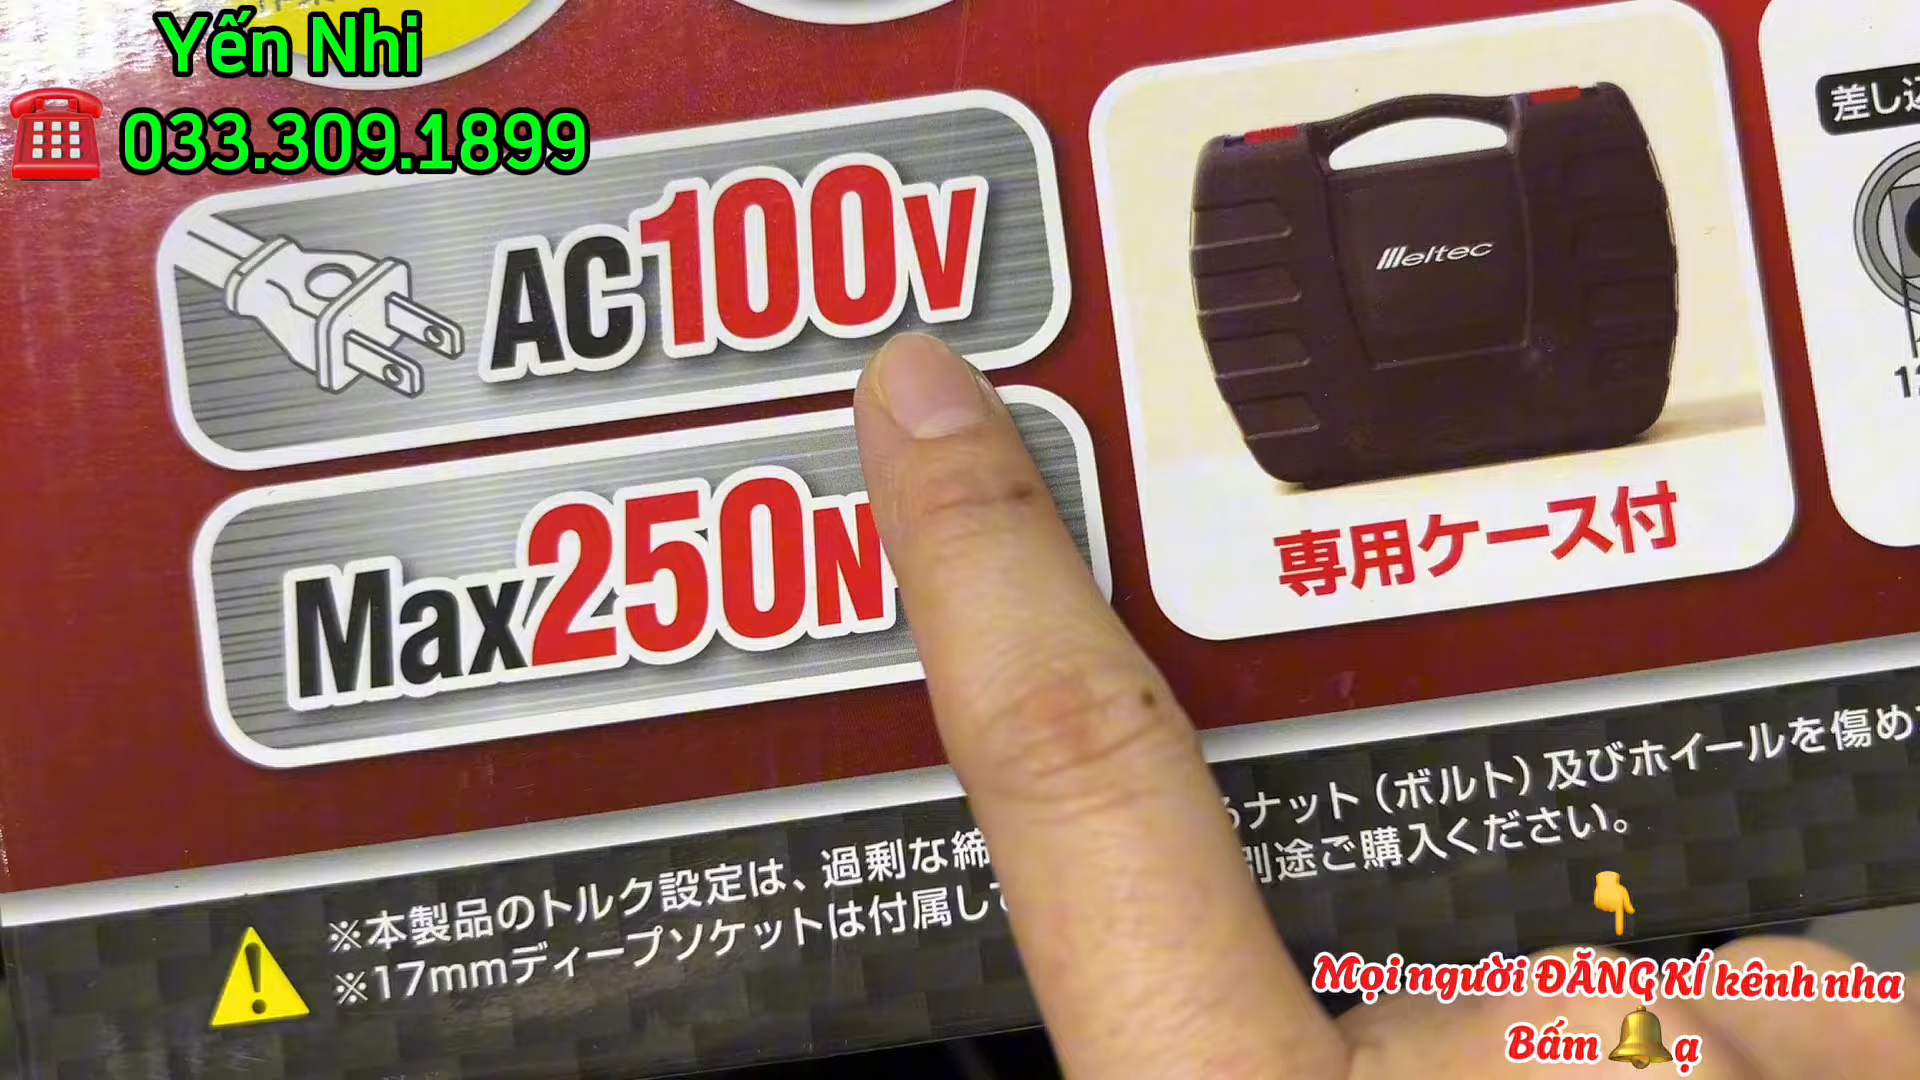 Yến Nhi
033.309.1899
AC100V
Max250N
Meltec
専用ケース付
差し込
※本製品のトルク設定は、過剰な締 るナット（ボルト）及びホイールを傷め
※17mmディープソケットは付属して 別途ご購入ください。
Mọi người ĐĂNG KÍ kênh nha
Bấm 🔔ạ